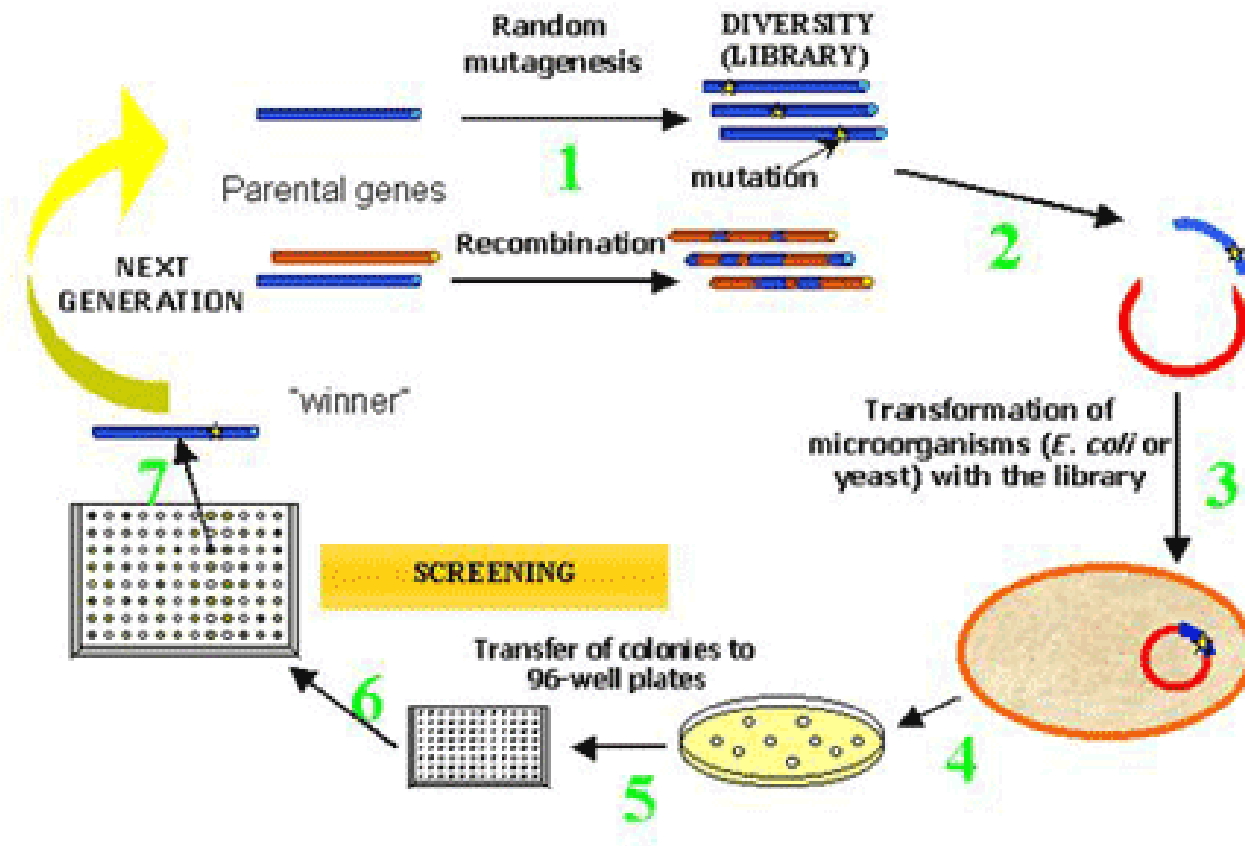 Random
mutagenesis
DIVERSITY
(LIBRARY)
1
mutation
Parental genes
2
Recombination
NEXT
GENERATION
"winner"
Transformation of
microorganisms (E. coli or
yeast) with the library
3
7
SCREENING
Transfer of colonies to
96-well plates
6
5
4